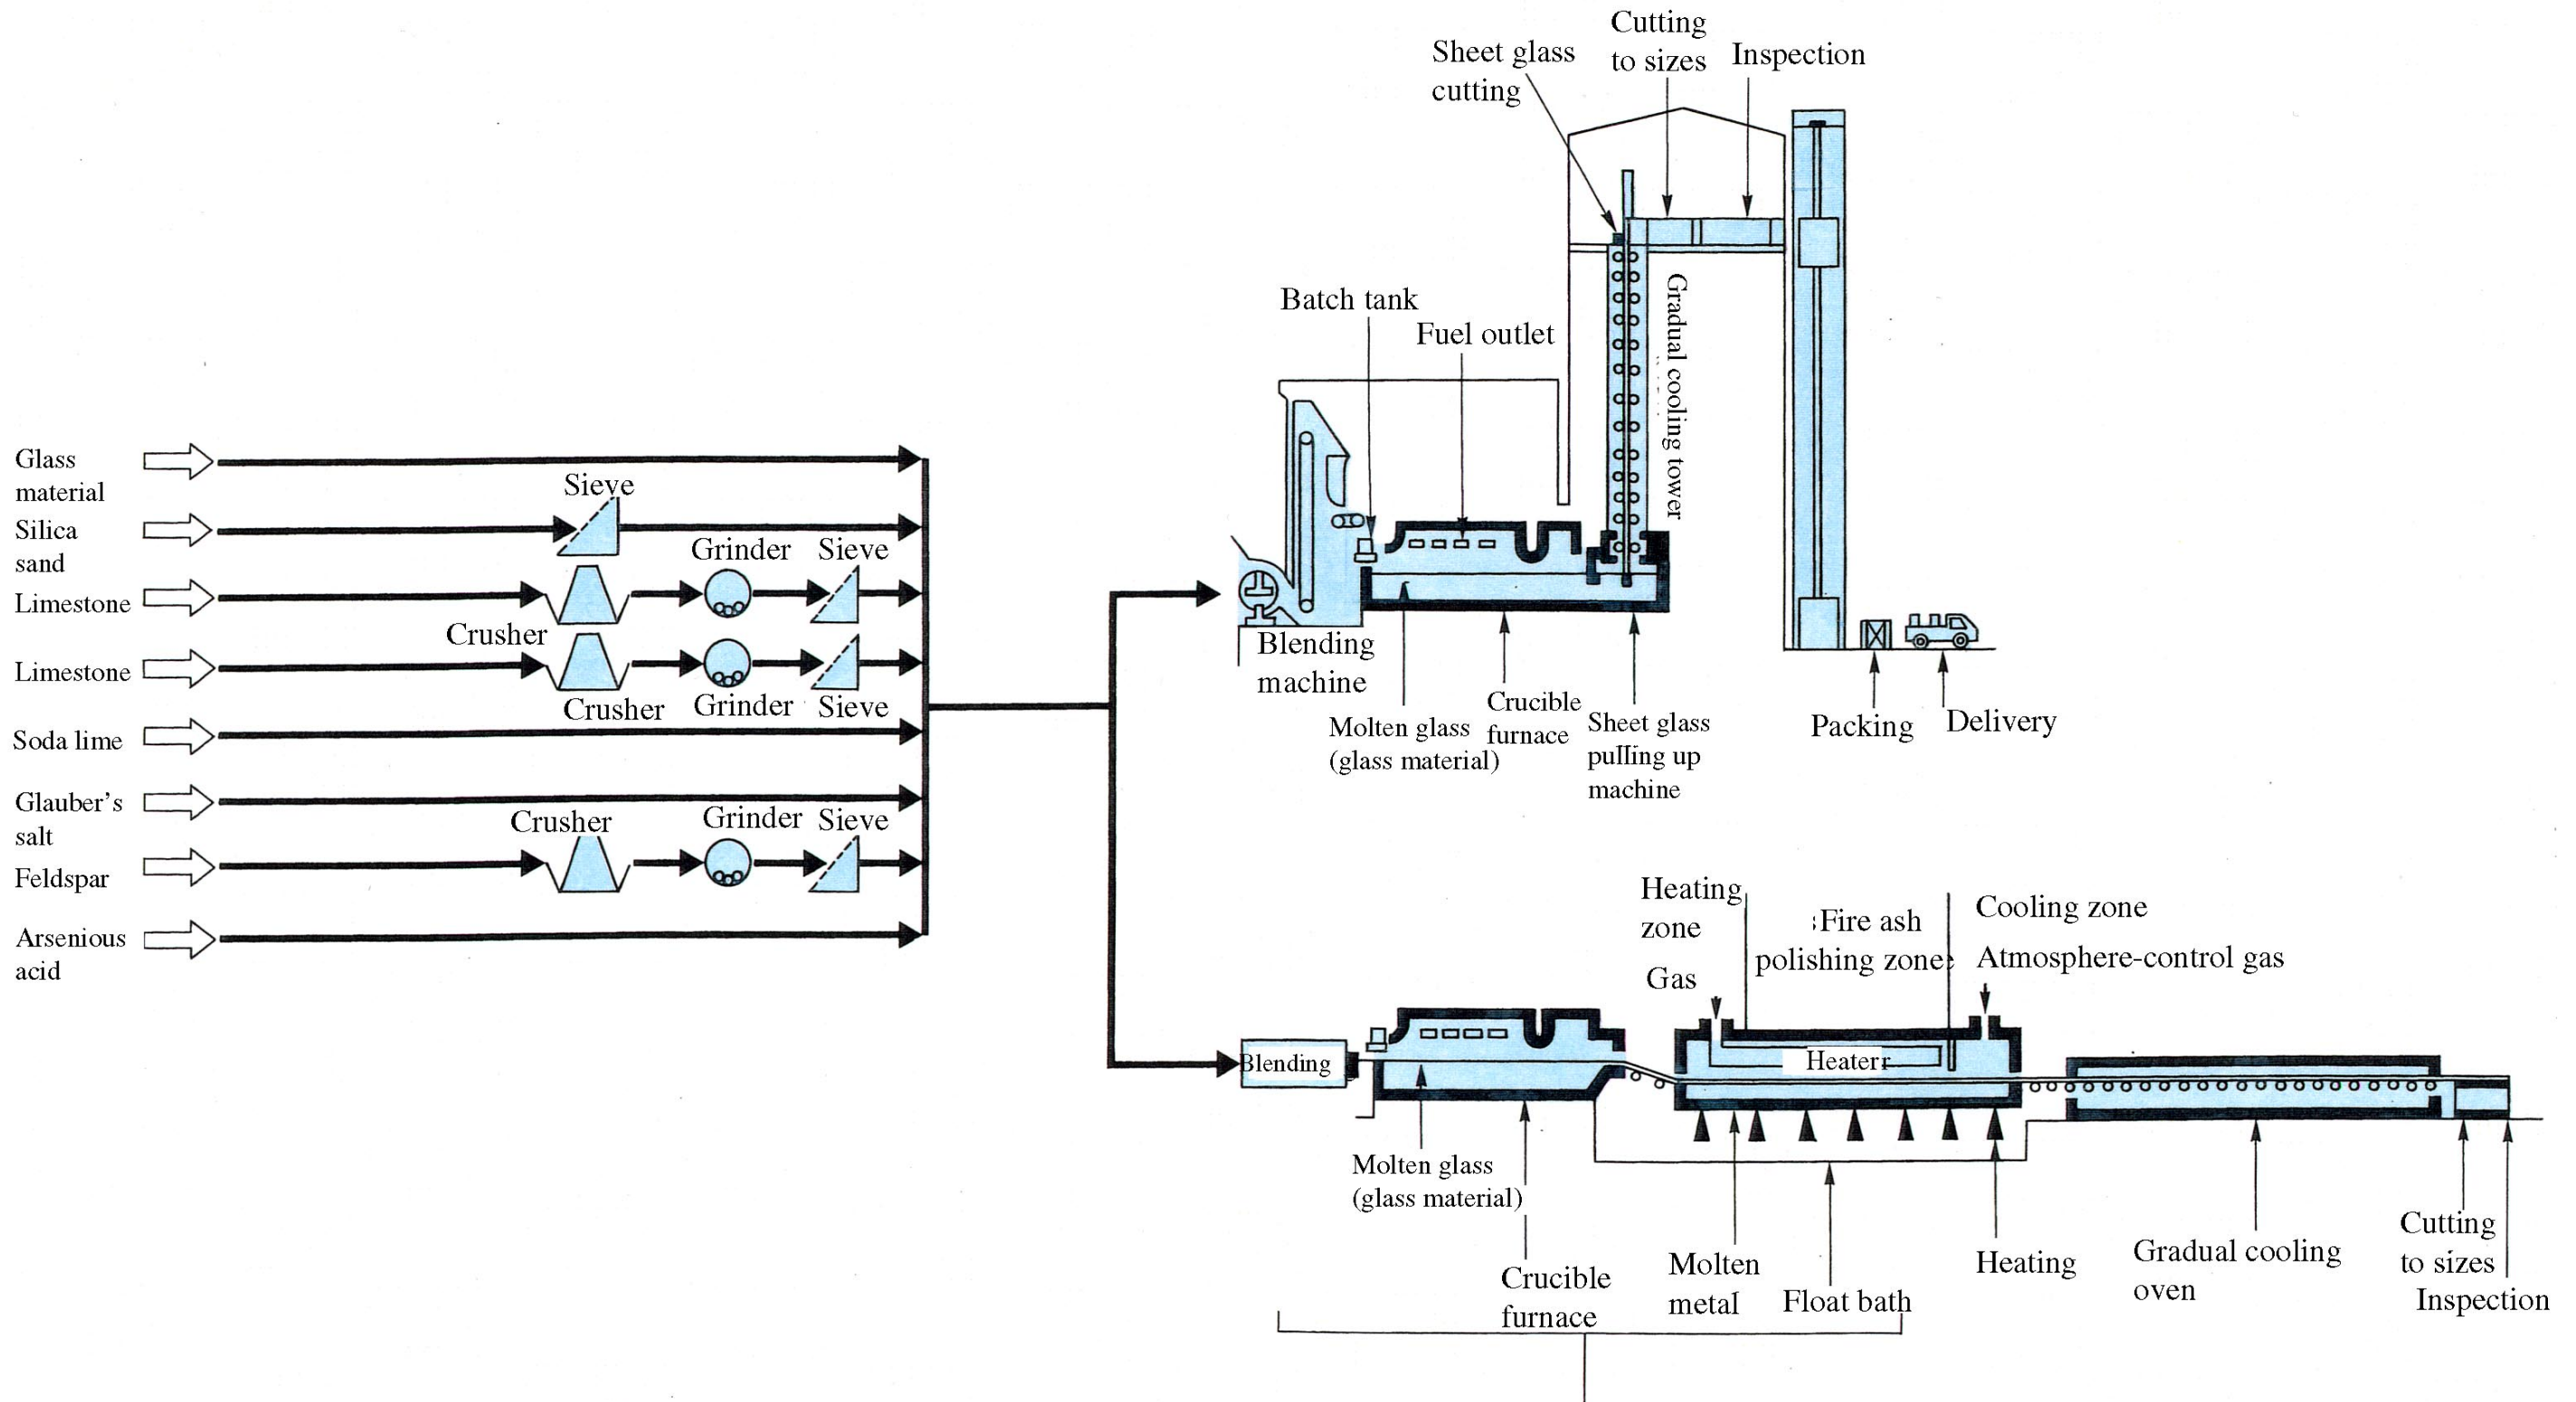 Glass
material
Silica
sand
Limestone
Limestone
Soda lime
Glauber's
salt
Feldspar
Arsenious
acid
Sieve
Grinder
Sieve
Crusher
Crusher
Grinder
Sieve
Crusher
Grinder
Sieve
Sheet glass
cutting
Cutting
to sizes
Inspection
Batch tank
Fuel outlet
Gradual cooling tower
Blending
machine
Molten glass
(glass material)
Crucible
furnace
Sheet glass
pulling up
machine
Packing
Delivery
Heating
zone
Gas
Fire ash
polishing zone
Cooling zone
Atmosphere-control gas
Blending
Heaterr
Molten glass
(glass material)
Crucible
furnace
Molten
metal
Float bath
Heating
Gradual cooling
oven
Cutting
to sizes
Inspection